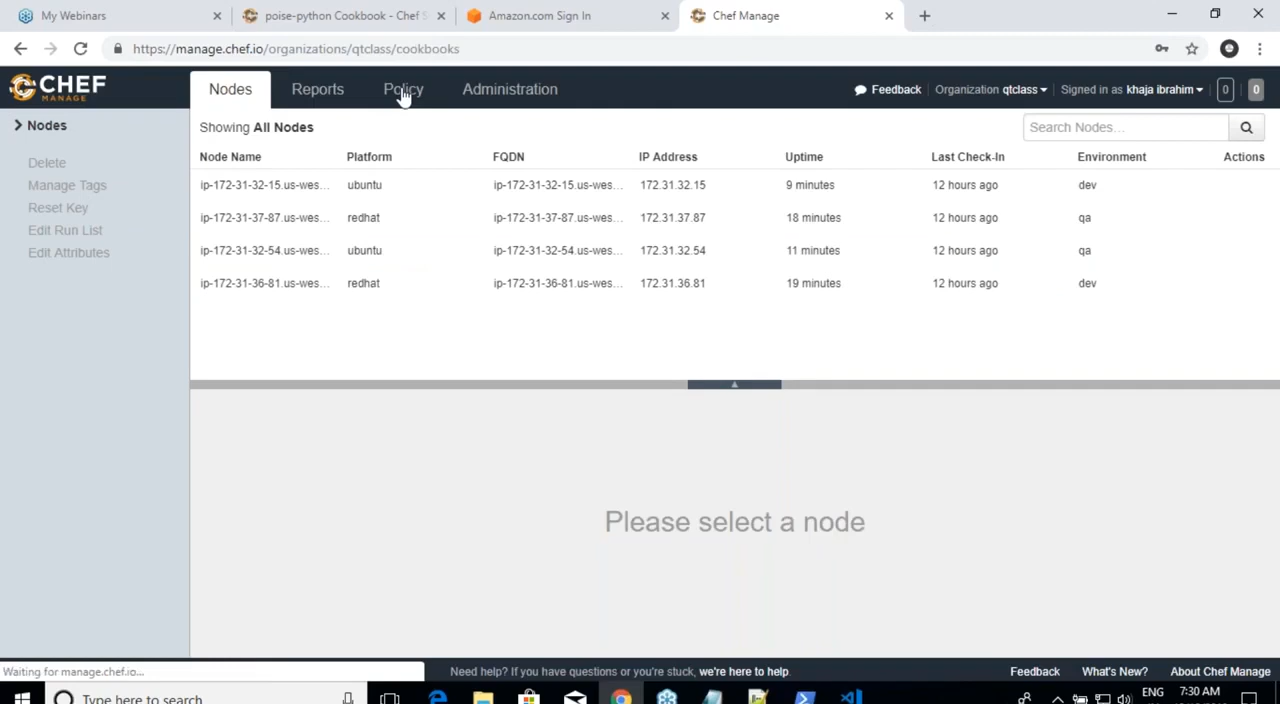 My Webinars
poise-python Cookbook - Chef S
Amazon.com Sign In
Chef Manage
https://manage.chef.io/organizations/qtclass/cookbooks
CHEF
MANAGE
Nodes Reports Policy Administration
Feedback Organization qtclass Signed in as khaja ibrahim 0 0
Nodes
Delete
Manage Tags
Reset Key
Edit Run List
Edit Attributes
Showing All Nodes
Search Nodes...
Node Name Platform FQDN IP Address Uptime Last Check-In Environment Actions
ip-172-31-32-15.us-wes... ubuntu ip-172-31-32-15.us-wes... 172.31.32.15 9 minutes 12 hours ago dev
ip-172-31-37-87.us-wes... redhat ip-172-31-37-87.us-wes... 172.31.37.87 18 minutes 12 hours ago qa
ip-172-31-32-54.us-wes... ubuntu ip-172-31-32-54.us-wes... 172.31.32.54 11 minutes 12 hours ago qa
ip-172-31-36-81.us-wes... redhat ip-172-31-36-81.us-wes... 172.31.36.81 19 minutes 12 hours ago dev
Please select a node
Waiting for manage.chef.io...
Need help? If you have questions or you're stuck, we're here to help.
Feedback What's New? About Chef Manage
Type here to search
ENG
7:30 AM